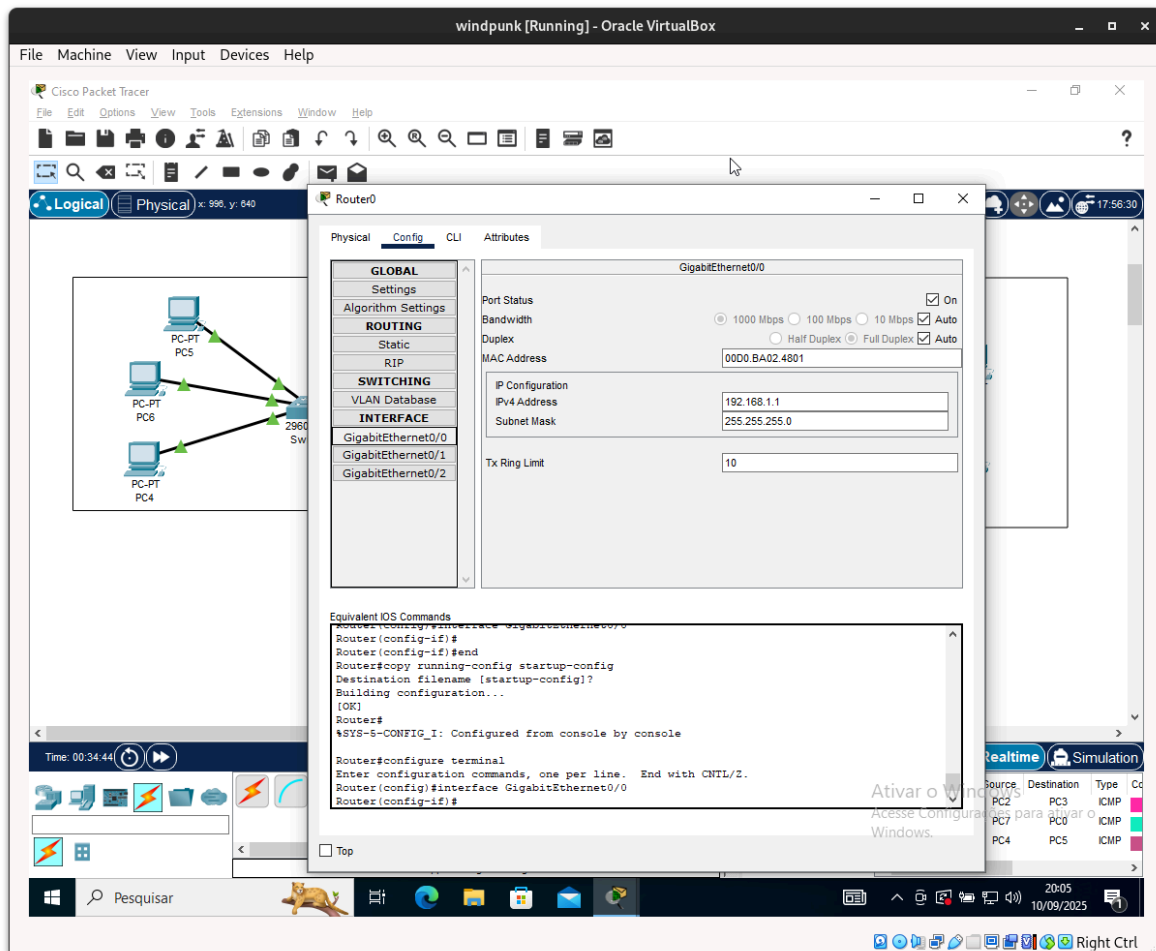 windpunk [Running] - Oracle VirtualBox
File Machine View Input Devices Help
Cisco Packet Tracer
File Edit Options View Tools Extensions Window Help
?
Logical Physical x: 996, y: 640
17:56:30
PC-PT
PC5
PC-PT
PC6
PC-PT
PC4
2960
Sw
Router0
Physical Config CLI Attributes
GLOBAL
Settings
Algorithm Settings
ROUTING
Static
RIP
SWITCHING
VLAN Database
INTERFACE
GigabitEthernet0/0
GigabitEthernet0/1
GigabitEthernet0/2
GigabitEthernet0/0
Port Status On
Bandwidth 1000 Mbps 100 Mbps 10 Mbps Auto
Duplex Half Duplex Full Duplex Auto
MAC Address 00D0.BA02.4801
IP Configuration
IPv4 Address 192.168.1.1
Subnet Mask 255.255.255.0
Tx Ring Limit 10
Equivalent IOS Commands
Router(config)#interface GigabitEthernet0/0
Router(config-if)#
Router(config-if)#end
Router#copy running-config startup-config
Destination filename [startup-config]?
Building configuration...
[OK]
Router#
%SYS-5-CONFIG_I: Configured from console by console
Router#configure terminal
Enter configuration commands, one per line. End with CNTL/Z.
Router(config)#interface GigabitEthernet0/0
Router(config-if)#
Top
Time: 00:34:44
Realtime Simulation
Source Destination Type Co
PC2 PC3 ICMP
PC7 PC0 ICMP
PC4 PC5 ICMP
Ativar o Windows
Acesse Configurações para ativar o
Windows.
Pesquisar
20:05
10/09/2025
1
Right Ctrl